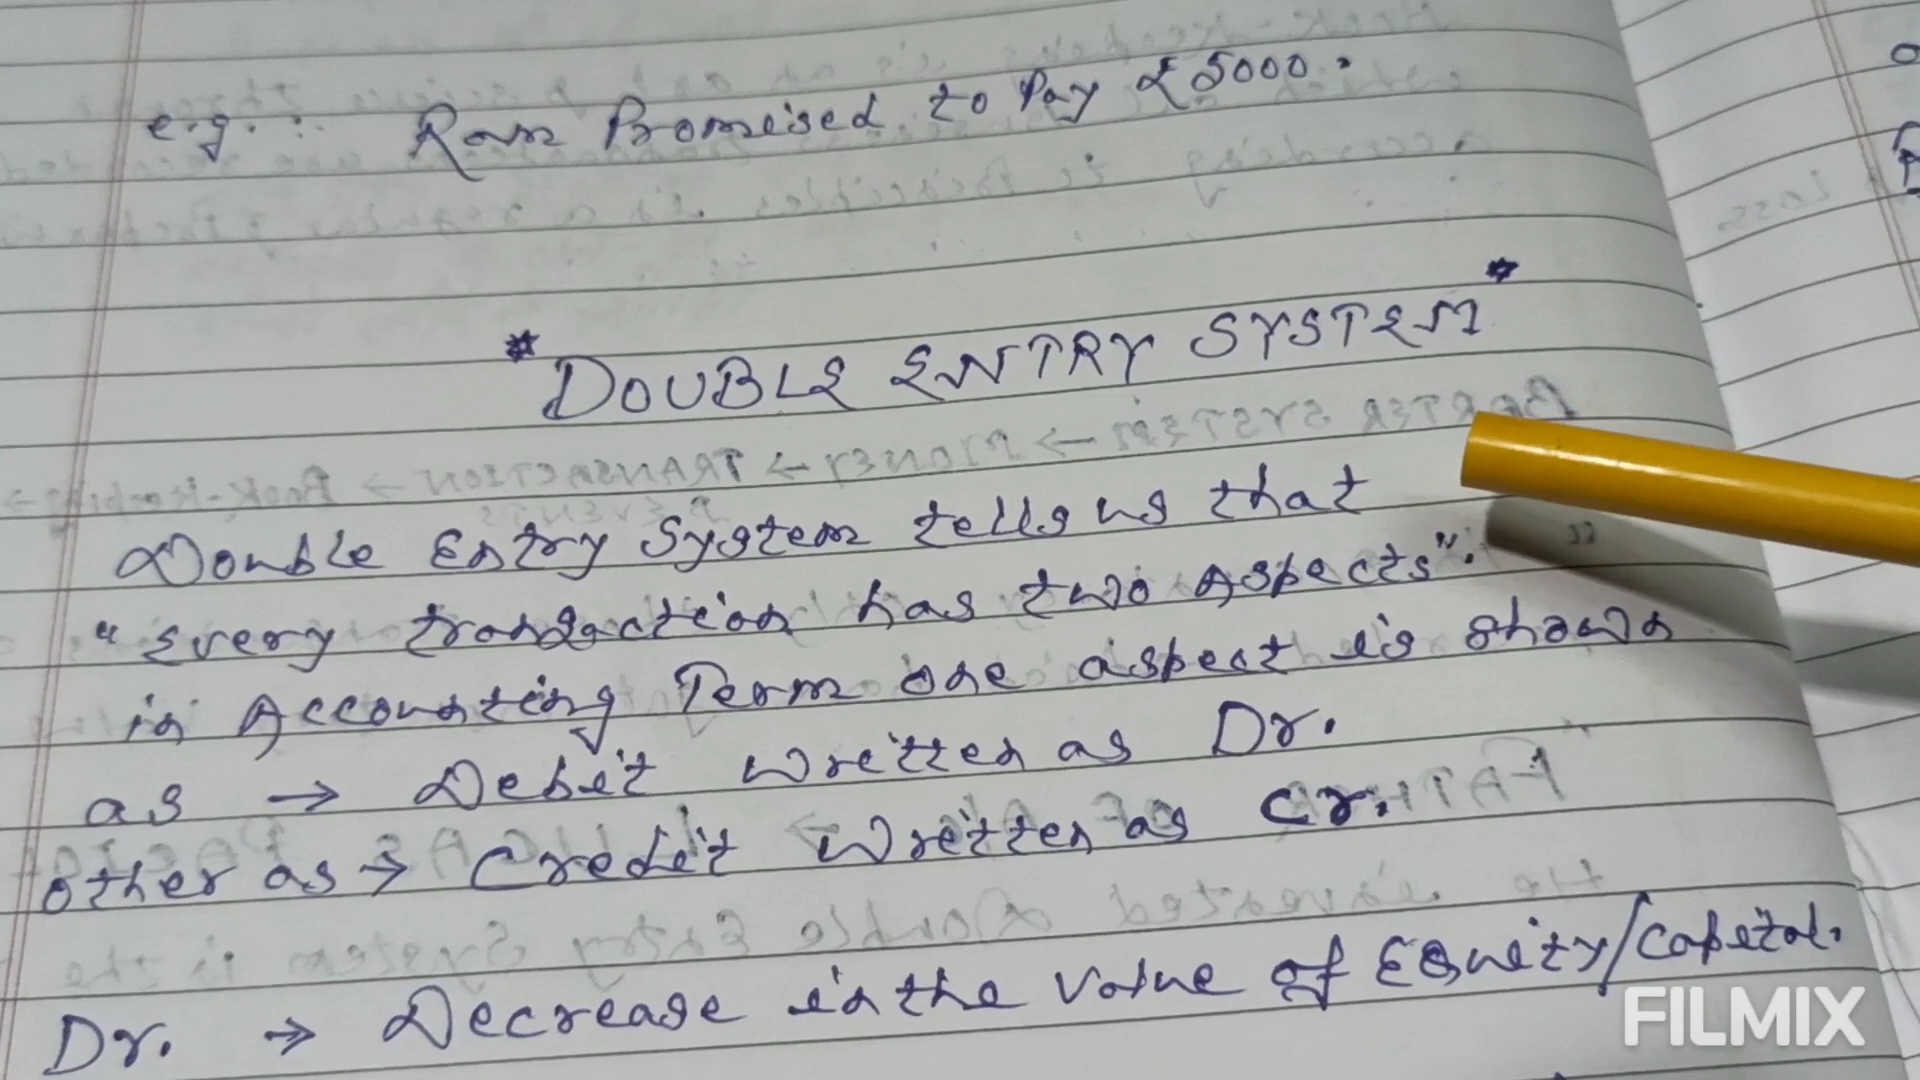 e.g. : Ram Promised to Pay ₹ 5000.
* DOUBLE ENTRY SYSTEM *
Double Entry System tells us that
"Every transaction has two Aspects".
in Accounting Term one aspect is shown
as → Debit written as Dr.
other as → Credit Written as Cr.
Dr. → Decrease in the Value of Equity/Capital.
FILMIX